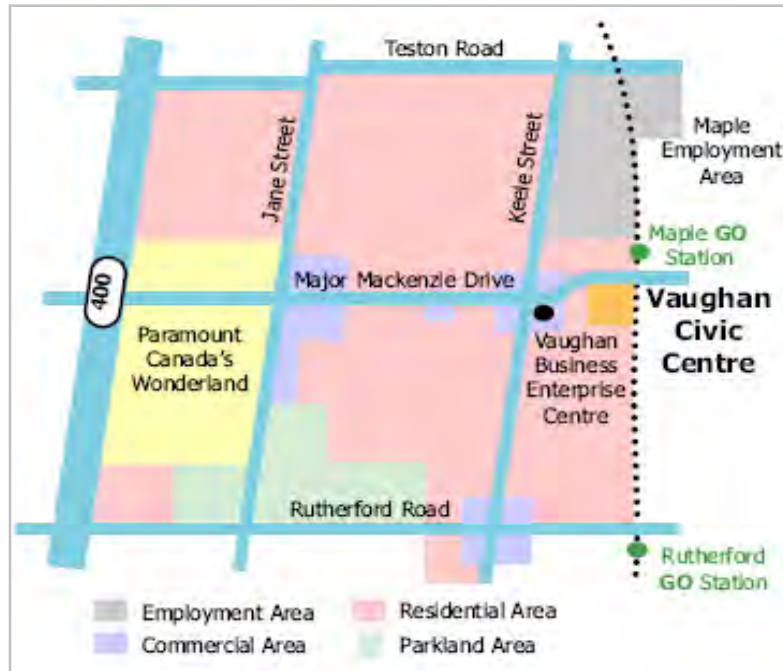 Teston Road
Jane Street
Keele Street
Maple
Employment
Area
Maple GO
Station
400
Major Mackenzie Drive
Paramount
Canada's
Wonderland
Vaughan
Business
Enterprise
Centre
Vaughan
Civic
Centre
Rutherford Road
Rutherford
GO Station
Employment Area
Residential Area
Commercial Area
Parkland Area